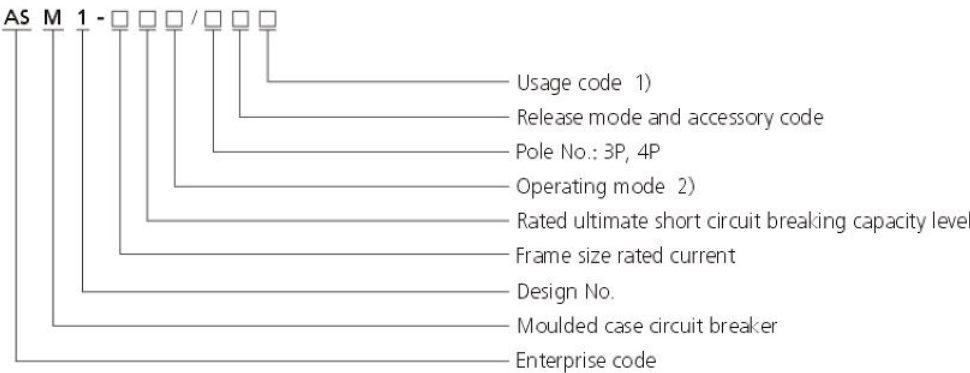 AS M 1 - □ □ □ / □ □ □
Usage code 1)
Release mode and accessory code
Pole No.: 3P, 4P
Operating mode 2)
Rated ultimate short circuit breaking capacity level
Frame size rated current
Design No.
Moulded case circuit breaker
Enterprise code